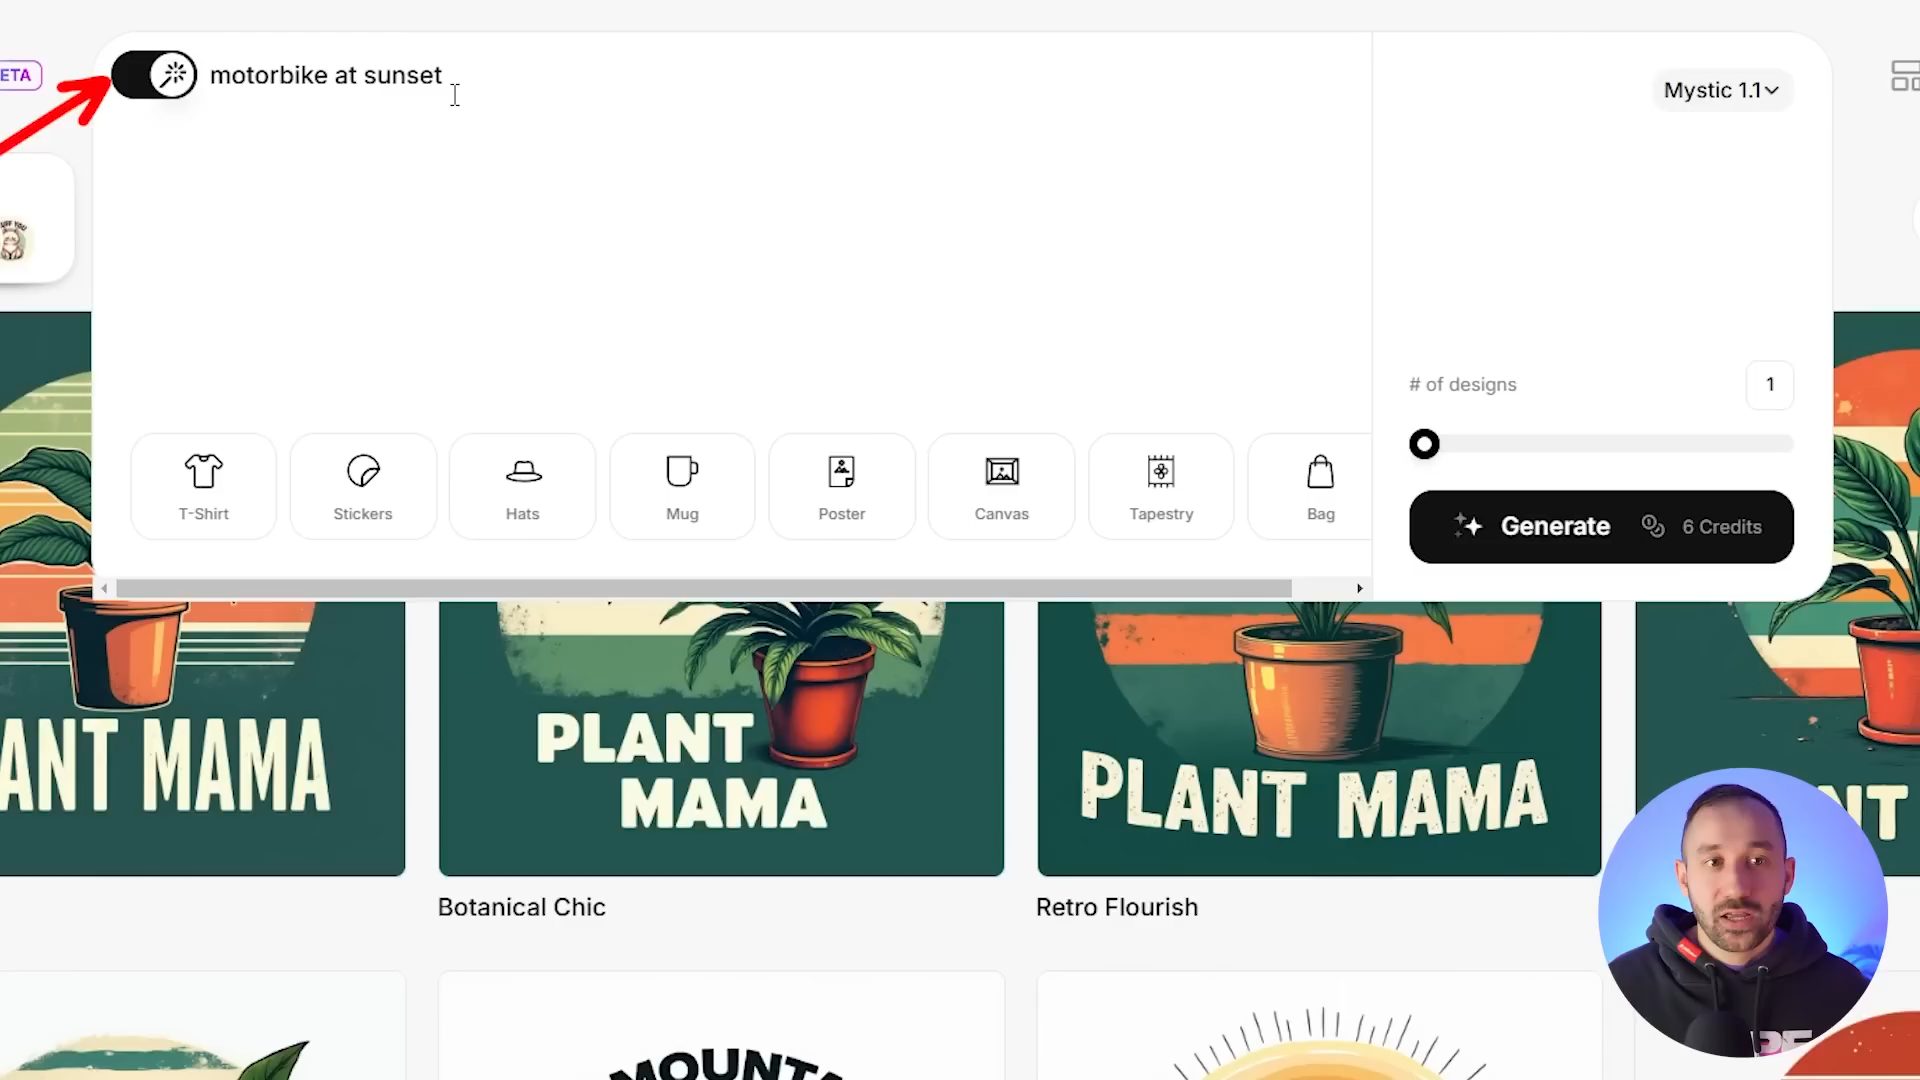 ETA
motorbike at sunset
Mystic 1.1
# of designs
1
T-Shirt
Stickers
Hats
Mug
Poster
Canvas
Tapestry
Bag
Generate
6 Credits
ANT MAMA
PLANT
MAMA
PLANT MAMA
NT
Botanical Chic
Retro Flourish
MOUNTA